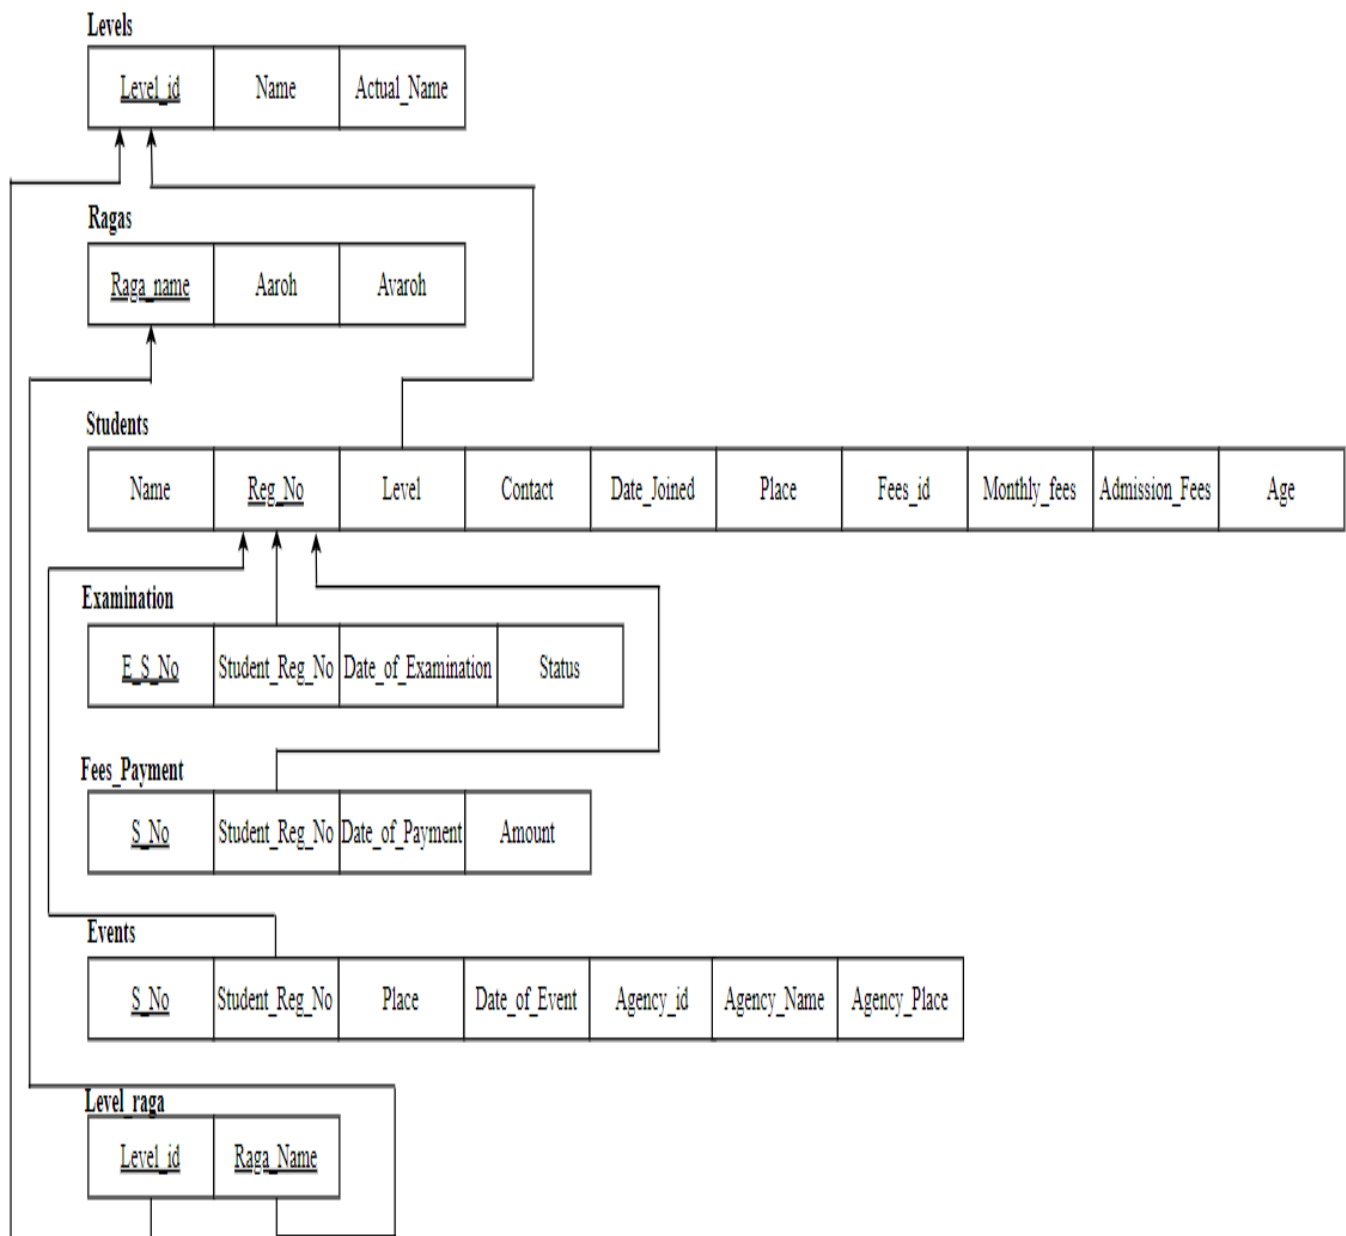 Levels
Level_id Name Actual_Name
Ragas
Raga_name Aaroh Avaroh
Students
Name Reg_No Level Contact Date_Joined Place Fees_id Monthly_fees Admission_Fees Age
Examination
E_S_No Student_Reg_No Date_of_Examination Status
Fees_Payment
S_No Student_Reg_No Date_of_Payment Amount
Events
S_No Student_Reg_No Place Date_of_Event Agency_id Agency_Name Agency_Place
Level_raga
Level_id Raga_Name